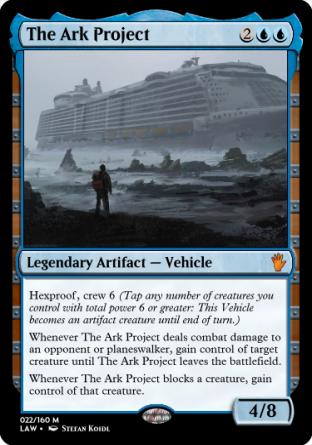 The Ark Project 2
Legendary Artifact — Vehicle
Hexproof, crew 6 (Tap any number of creatures you
control with total power 6 or greater: This Vehicle
becomes an artifact creature until end of turn.)
Whenever The Ark Project deals combat damage to
an opponent or planeswalker, gain control of target
creature until The Ark Project leaves the battlefield.
Whenever The Ark Project blocks a creature, gain
control of that creature.
4/8
022/160 M
LAW • Stefan Koidl